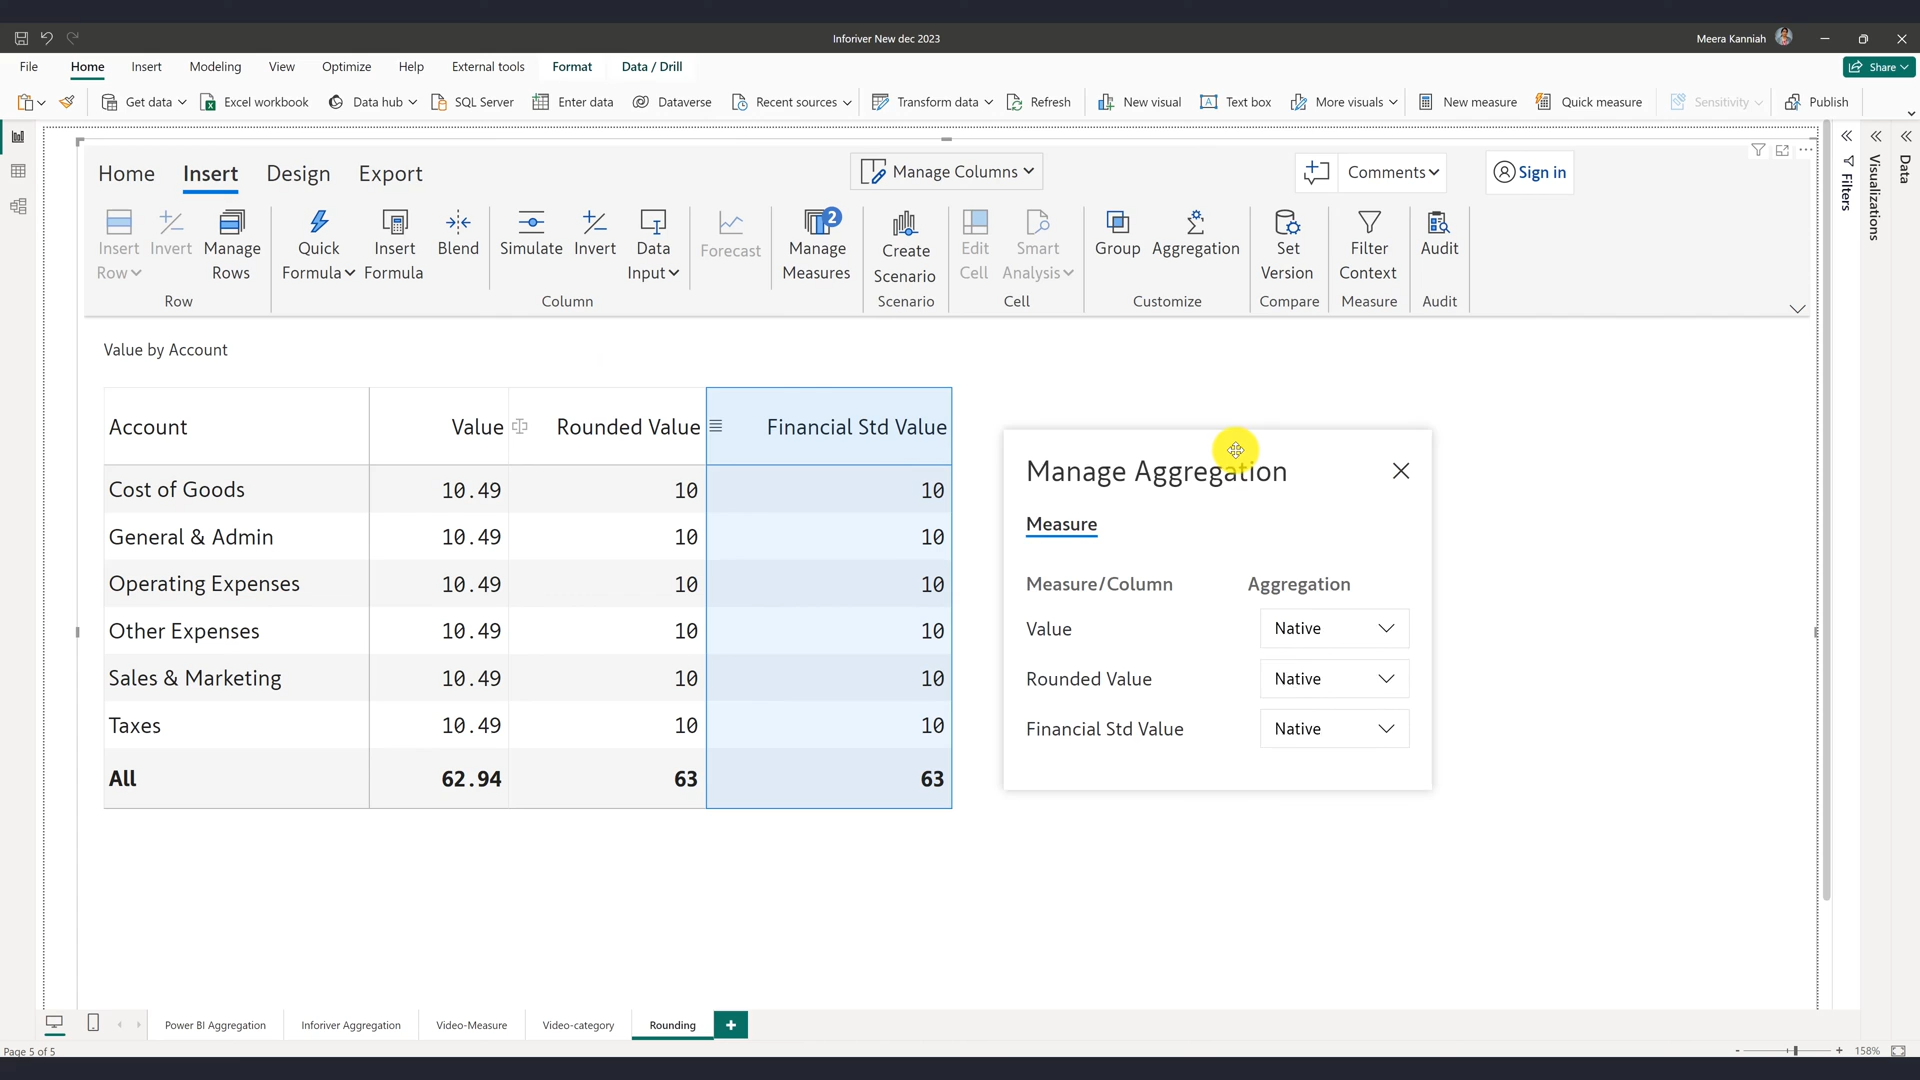 Inforiver New dec 2023
Meera Kanniah
File Home Insert Modeling View Optimize Help External tools Format Data / Drill
Share
Get data Excel workbook Data hub SQL Server Enter data Dataverse Recent sources Transform data Refresh New visual Text box More visuals New measure Quick measure Sensitivity Publish
Home Insert Design Export
Manage Columns
Comments
Sign in
Filters
Visualizations
Data
Insert Row
Invert
Manage Rows
Row
Quick Formula
Insert Formula
Blend
Simulate
Invert
Data Input
Column
Forecast
2
Manage Measures
Create Scenario
Scenario
Edit Cell
Smart Analysis
Cell
Group
Aggregation
Customize
Set Version
Compare
Filter Context
Measure
Audit
Audit
Value by Account
Account Value Rounded Value Financial Std Value
Cost of Goods 10.49 10 10
General & Admin 10.49 10 10
Operating Expenses 10.49 10 10
Other Expenses 10.49 10 10
Sales & Marketing 10.49 10 10
Taxes 10.49 10 10
All 62.94 63 63
Manage Aggregation
Measure
Measure/Column Aggregation
Value Native
Rounded Value Native
Financial Std Value Native
Power BI Aggregation Inforiver Aggregation Video-Measure Video-category Rounding
Page 5 of 5
158%